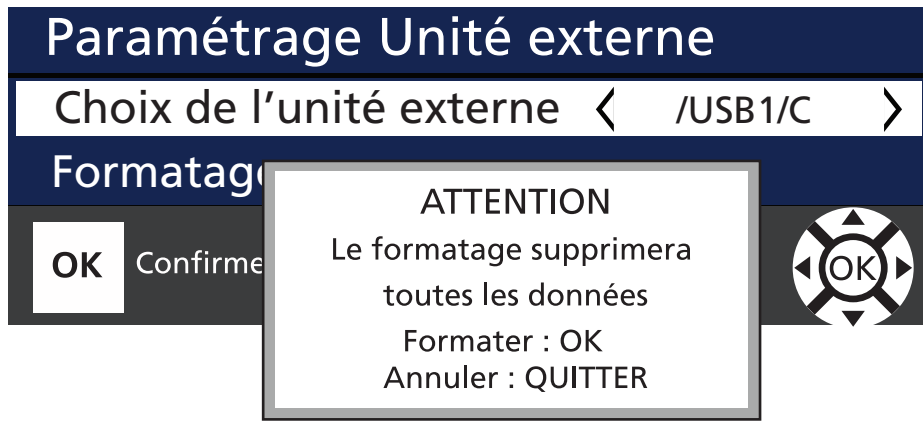 Paramétrage Unité externe
Choix de l’unité externe 〈 /USB1/C 〉
Formatag
ATTENTION
Le formatage supprimera
toutes les données
Formater : OK
Annuler : QUITTER
OK Confirme
OK